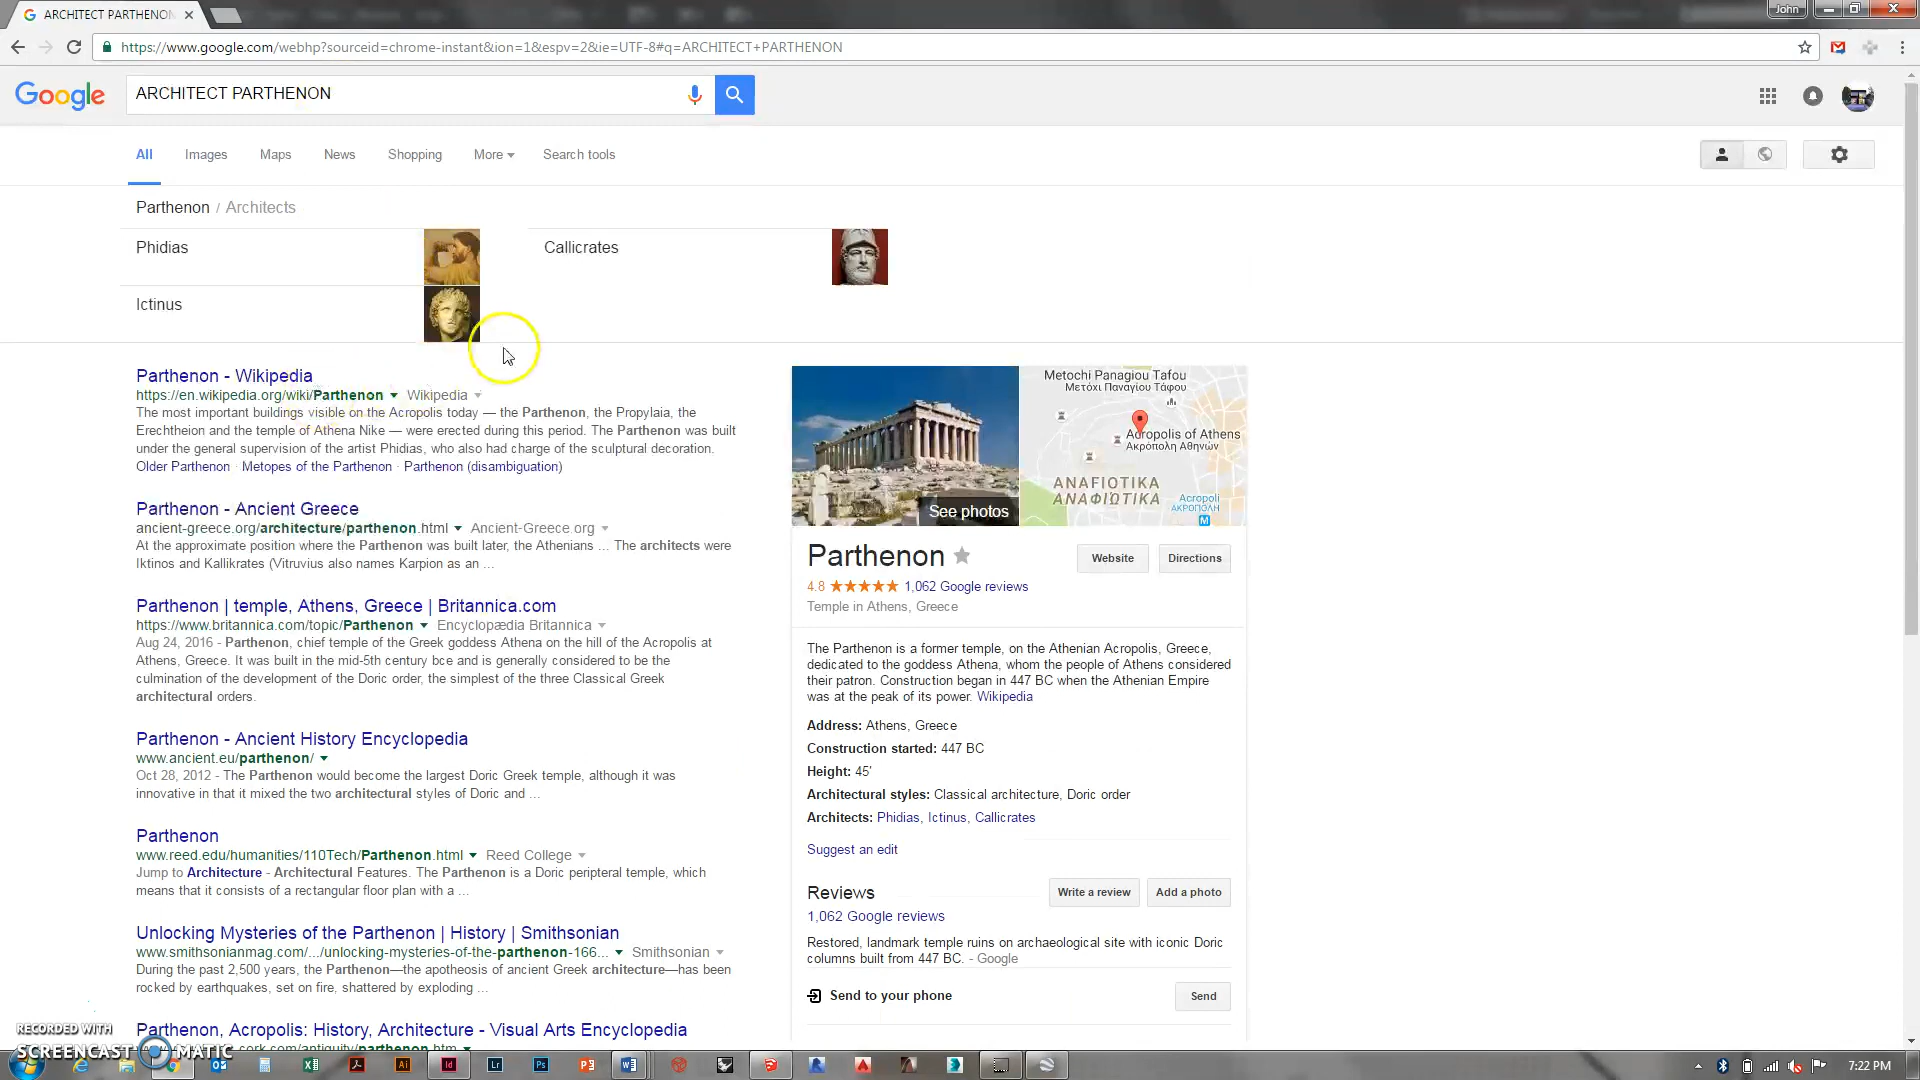 ARCHITECT PARTHENON
John
https://www.google.com/webhp?sourceid=chrome-instant&ion=1&espv=2&ie=UTF-8#q=ARCHITECT+PARTHENON
Google
ARCHITECT PARTHENON
All Images Maps News Shopping More Search tools
Parthenon / Architects
Phidias
Callicrates
Ictinus
Parthenon - Wikipedia
https://en.wikipedia.org/wiki/Parthenon Wikipedia
The most important buildings visible on the Acropolis today — the Parthenon, the Propylaia, the
Erechtheion and the temple of Athena Nike — were erected during this period. The Parthenon was built
under the general supervision of the artist Phidias, who also had charge of the sculptural decoration.
Older Parthenon · Metopes of the Parthenon · Parthenon (disambiguation)
Parthenon - Ancient Greece
ancient-greece.org/architecture/parthenon.html Ancient-Greece.org
At the approximate position where the Parthenon was built later, the Athenians ... The architects were
Iktinos and Kallikrates (Vitruvius also names Karpion as an ...
Parthenon | temple, Athens, Greece | Britannica.com
https://www.britannica.com/topic/Parthenon Encyclopædia Britannica
Aug 24, 2016 - Parthenon, chief temple of the Greek goddess Athena on the hill of the Acropolis at
Athens, Greece. It was built in the mid-5th century bce and is generally considered to be the
culmination of the development of the Doric order, the simplest of the three Classical Greek
architectural orders.
Parthenon - Ancient History Encyclopedia
www.ancient.eu/parthenon/
Oct 28, 2012 - The Parthenon would become the largest Doric Greek temple, although it was
innovative in that it mixed the two architectural styles of Doric and ...
Parthenon
www.reed.edu/humanities/110Tech/Parthenon.html Reed College
Jump to Architecture - Architectural Features. The Parthenon is a Doric peripteral temple, which
means that it consists of a rectangular floor plan with a ...
Unlocking Mysteries of the Parthenon | History | Smithsonian
www.smithsonianmag.com/.../unlocking-mysteries-of-the-parthenon-166... Smithsonian
During the past 2,500 years, the Parthenon—the apotheosis of ancient Greek architecture—has been
rocked by earthquakes, set on fire, shattered by exploding ...
Parthenon, Acropolis: History, Architecture - Visual Arts Encyclopedia
Metochi Panagiou Tafou
Μετόχι Παναγίου Τάφου
Acropolis of Athens
Ακρόπολη Αθηνών
ΑΝΑΦΙΟΤΙΚΑ
ΑΝΑΦΙΩΤΙΚΑ
Acropoli
ΑΚΡΟΠΟΛΗ
M
See photos
Parthenon
Website Directions
4.8 1,062 Google reviews
Temple in Athens, Greece
The Parthenon is a former temple, on the Athenian Acropolis, Greece,
dedicated to the goddess Athena, whom the people of Athens considered
their patron. Construction began in 447 BC when the Athenian Empire
was at the peak of its power. Wikipedia
Address: Athens, Greece
Construction started: 447 BC
Height: 45′
Architectural styles: Classical architecture, Doric order
Architects: Phidias, Ictinus, Callicrates
Suggest an edit
Reviews
Write a review Add a photo
1,062 Google reviews
Restored, landmark temple ruins on archaeological site with iconic Doric
columns built from 447 BC. - Google
Send to your phone
Send
RECORDED WITH
SCREENCAST MATIC
Ai Id Lr Ps
7:22 PM